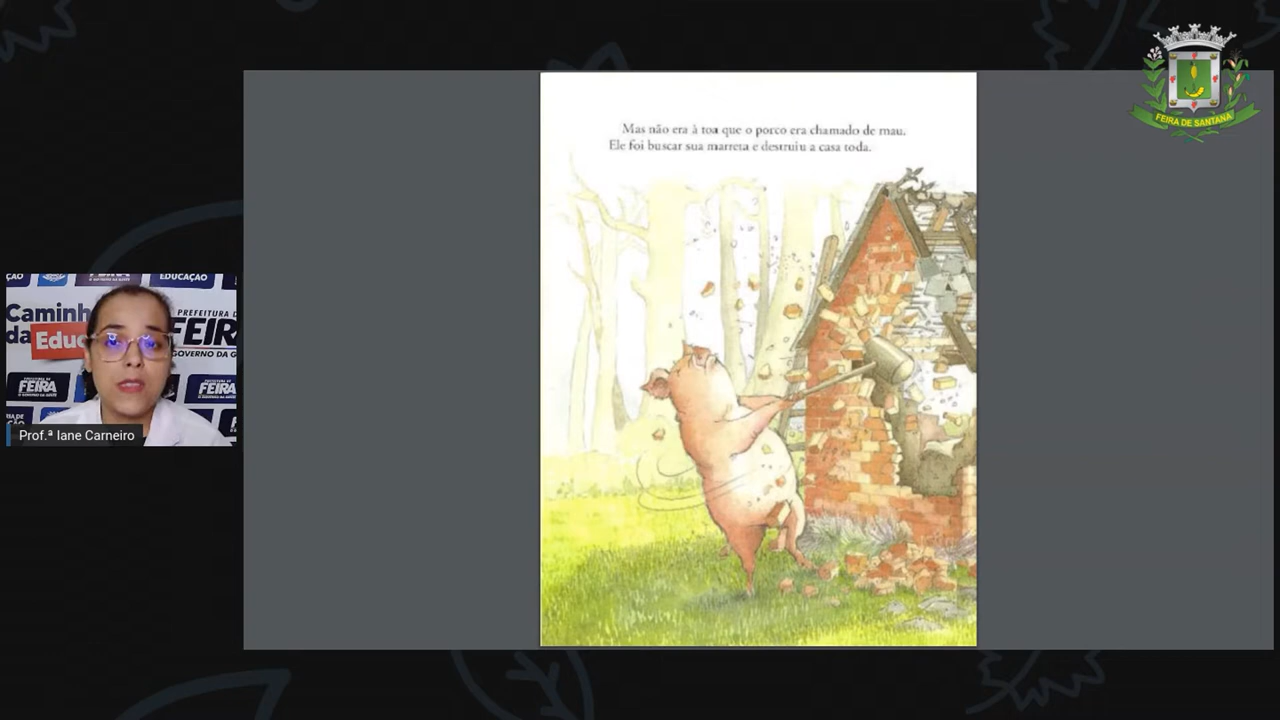 Mas não era à toa que o porco era chamado de mau.
Ele foi buscar sua marreta e destruiu a casa toda.
FEIRA DE SANTANA
EDUCAÇÃO
Caminh
da Educ
PREFEITURA D
FEIR
GOVERNO DA G
FEIRA
FEIRA
Prof.ª Iane Carneiro